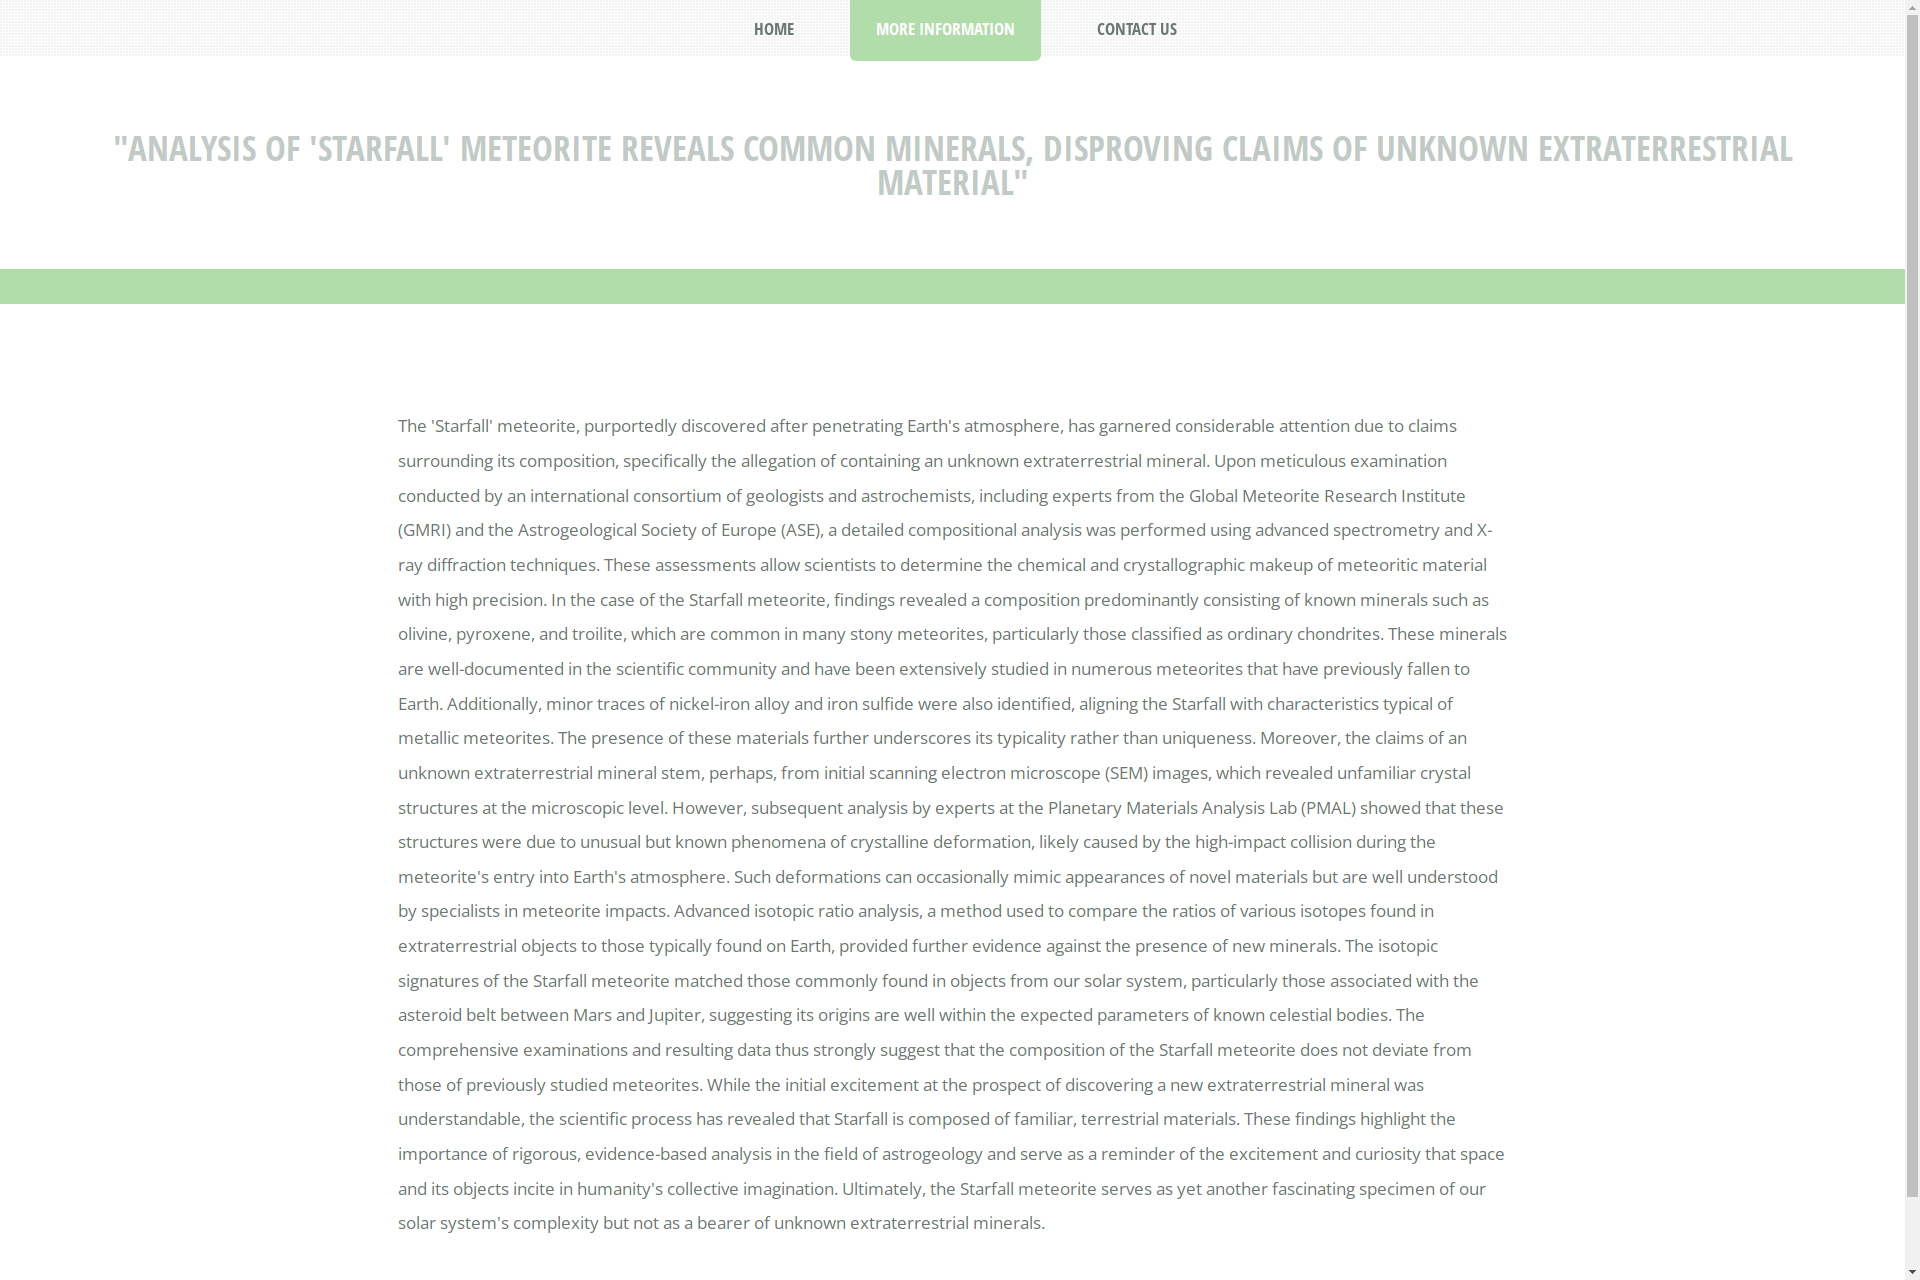 HOME
MORE INFORMATION
CONTACT US
"ANALYSIS OF 'STARFALL' METEORITE REVEALS COMMON MINERALS, DISPROVING CLAIMS OF UNKNOWN EXTRATERRESTRIAL
MATERIAL"
The 'Starfall' meteorite, purportedly discovered after penetrating Earth's atmosphere, has garnered considerable attention due to claims
surrounding its composition, specifically the allegation of containing an unknown extraterrestrial mineral. Upon meticulous examination
conducted by an international consortium of geologists and astrochemists, including experts from the Global Meteorite Research Institute
(GMRI) and the Astrogeological Society of Europe (ASE), a detailed compositional analysis was performed using advanced spectrometry and X-
ray diffraction techniques. These assessments allow scientists to determine the chemical and crystallographic makeup of meteoritic material
with high precision. In the case of the Starfall meteorite, findings revealed a composition predominantly consisting of known minerals such as
olivine, pyroxene, and troilite, which are common in many stony meteorites, particularly those classified as ordinary chondrites. These minerals
are well-documented in the scientific community and have been extensively studied in numerous meteorites that have previously fallen to
Earth. Additionally, minor traces of nickel-iron alloy and iron sulfide were also identified, aligning the Starfall with characteristics typical of
metallic meteorites. The presence of these materials further underscores its typicality rather than uniqueness. Moreover, the claims of an
unknown extraterrestrial mineral stem, perhaps, from initial scanning electron microscope (SEM) images, which revealed unfamiliar crystal
structures at the microscopic level. However, subsequent analysis by experts at the Planetary Materials Analysis Lab (PMAL) showed that these
structures were due to unusual but known phenomena of crystalline deformation, likely caused by the high-impact collision during the
meteorite's entry into Earth's atmosphere. Such deformations can occasionally mimic appearances of novel materials but are well understood
by specialists in meteorite impacts. Advanced isotopic ratio analysis, a method used to compare the ratios of various isotopes found in
extraterrestrial objects to those typically found on Earth, provided further evidence against the presence of new minerals. The isotopic
signatures of the Starfall meteorite matched those commonly found in objects from our solar system, particularly those associated with the
asteroid belt between Mars and Jupiter, suggesting its origins are well within the expected parameters of known celestial bodies. The
comprehensive examinations and resulting data thus strongly suggest that the composition of the Starfall meteorite does not deviate from
those of previously studied meteorites. While the initial excitement at the prospect of discovering a new extraterrestrial mineral was
understandable, the scientific process has revealed that Starfall is composed of familiar, terrestrial materials. These findings highlight the
importance of rigorous, evidence-based analysis in the field of astrogeology and serve as a reminder of the excitement and curiosity that space
and its objects incite in humanity's collective imagination. Ultimately, the Starfall meteorite serves as yet another fascinating specimen of our
solar system's complexity but not as a bearer of unknown extraterrestrial minerals.